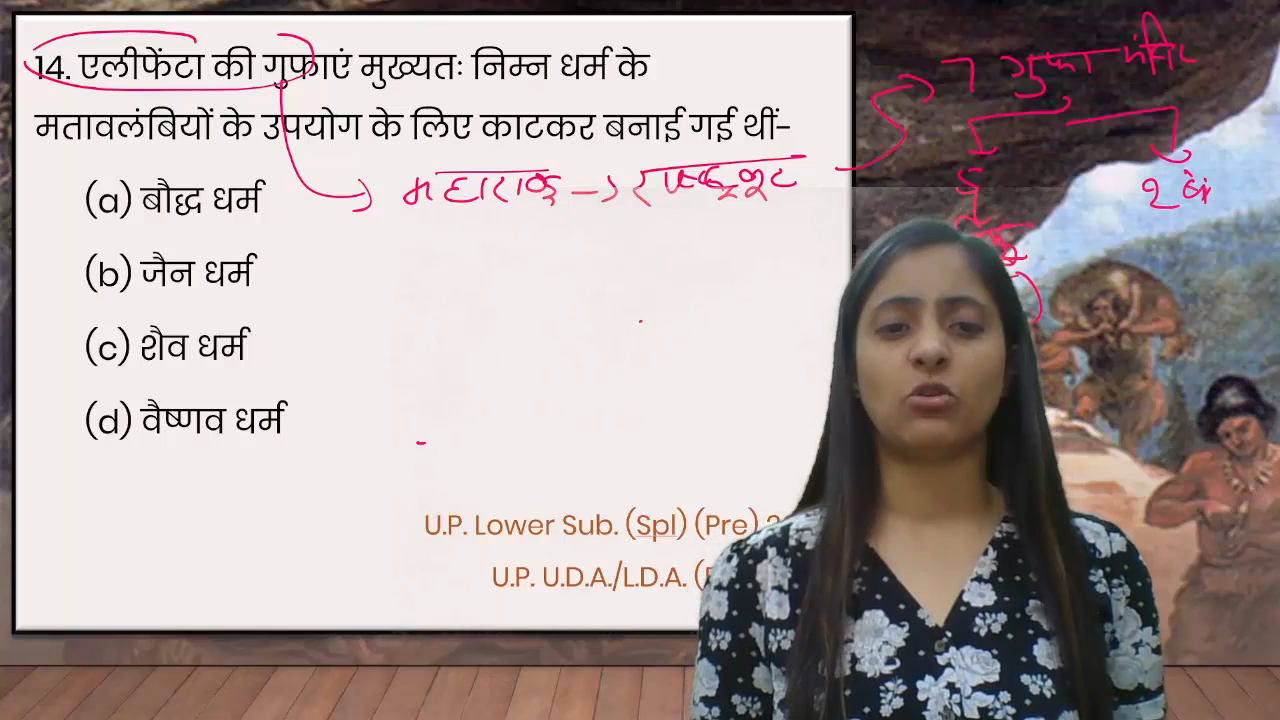 14. एलीफेंटा की गुफाएं मुख्यतः निम्न धर्म के
मतावलंबियों के उपयोग के लिए काटकर बनाई गई थीं-
(a) बौद्ध धर्म
(b) जैन धर्म
(c) शैव धर्म
(d) वैष्णव धर्म
7 गुफा मंदिर
U.P. Lower Sub. (Spl) (Pre)
U.P. U.D.A./L.D.A.